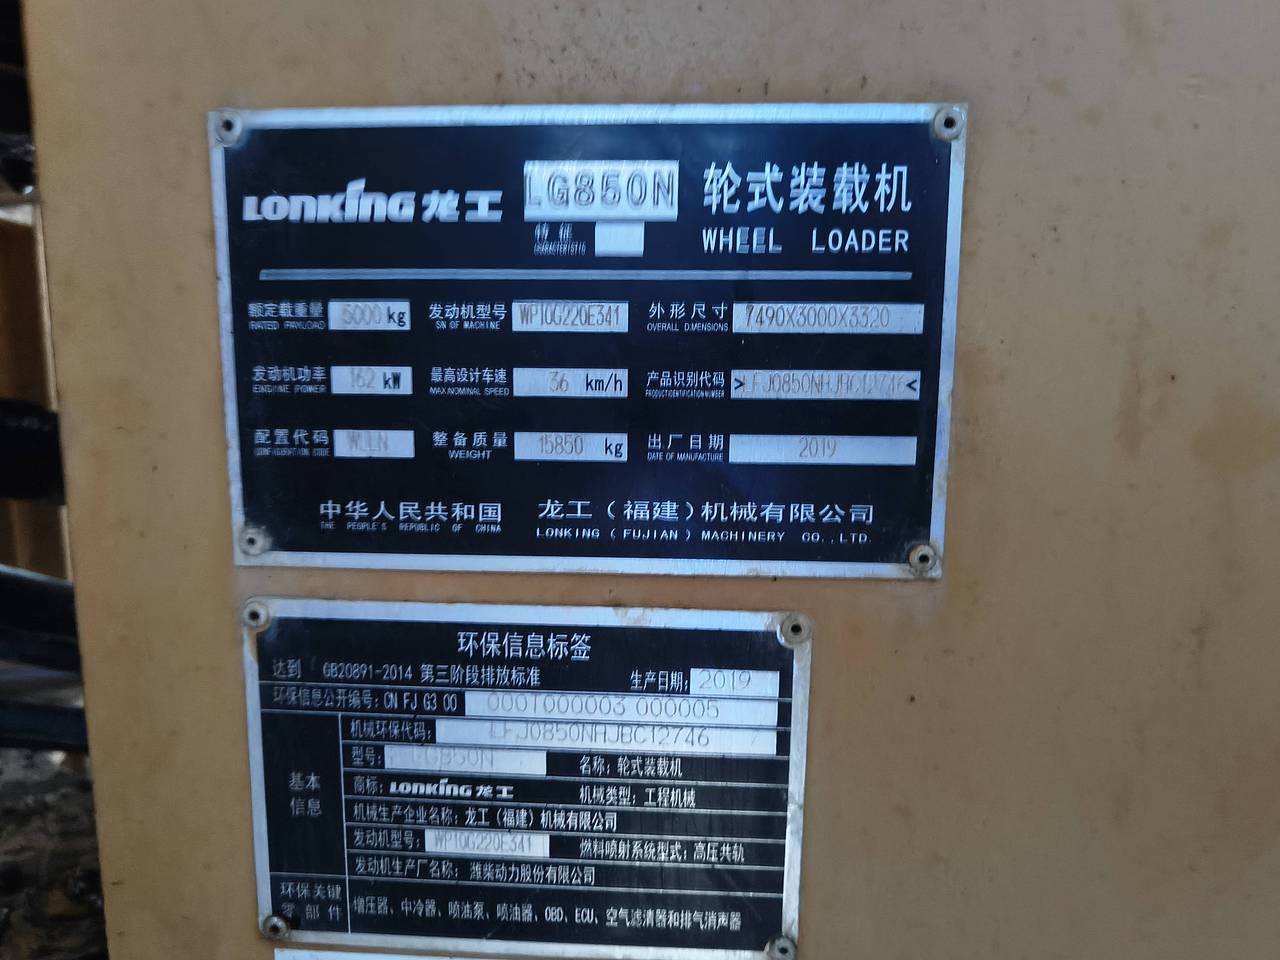 LONKING 龙工 LG850N 轮式装载机
特征
CHARACTERISTIC
WHEEL LOADER
额定载重量 5000 kg 发动机型号 WP10G220E341 外形尺寸 7490X3000X3320
RATED PAYLOAD SN OF MACHINE OVERALL DIMENSIONS
发动机功率 162 kW 最高设计车速 36 km/h 产品识别代码 >LFJ0850NHJBC12746<
ENGINE POWER MAX.NOMINAL SPEED PRODUCT IDENTIFICATION NUMBER
配置代码 整备质量 15850 kg 出厂日期 2019
CONFIGURATION CODE WEIGHT DATE OF MANUFACTURE
中华人民共和国 龙工（福建）机械有限公司
THE PEOPLE'S REPUBLIC OF CHINA LONKING ( FUJIAN ) MACHINERY CO.,LTD.
环保信息标签
达到 GB20891-2014 第三阶段排放标准 生产日期: 2019
环保信息公开编号: CN FJ G3 00 0001000003 000005
机械环保代码: LFJ0850NHJBC12746
型号: LG850N 名称: 轮式装载机
基本信息
商标: LONKING 龙工 机械类型: 工程机械
机械生产企业名称: 龙工（福建）机械有限公司
发动机型号: WP10G220E341 燃料喷射系统型式: 高压共轨
发动机生产厂名称: 潍柴动力股份有限公司
环保关键零部件 增压器、中冷器、喷油泵、喷油器、OBD、ECU、空气滤清器和排气消声器